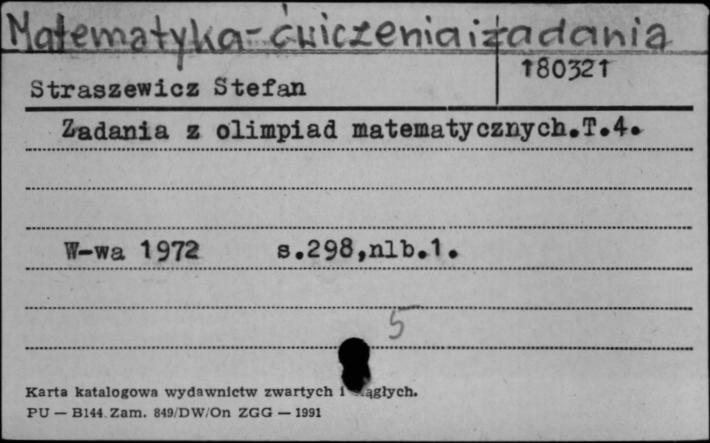 Matematyka - ćwiczenia i zadania
180321
Straszewicz Stefan
Zadania z olimpiad matematycznych.T.4.
W-wa 1972 s.298,nlb.1.
5
Karta katalogowa wydawnictw zwartych i
PU — B144 Zam. 849/DW/On ZGG — 1991